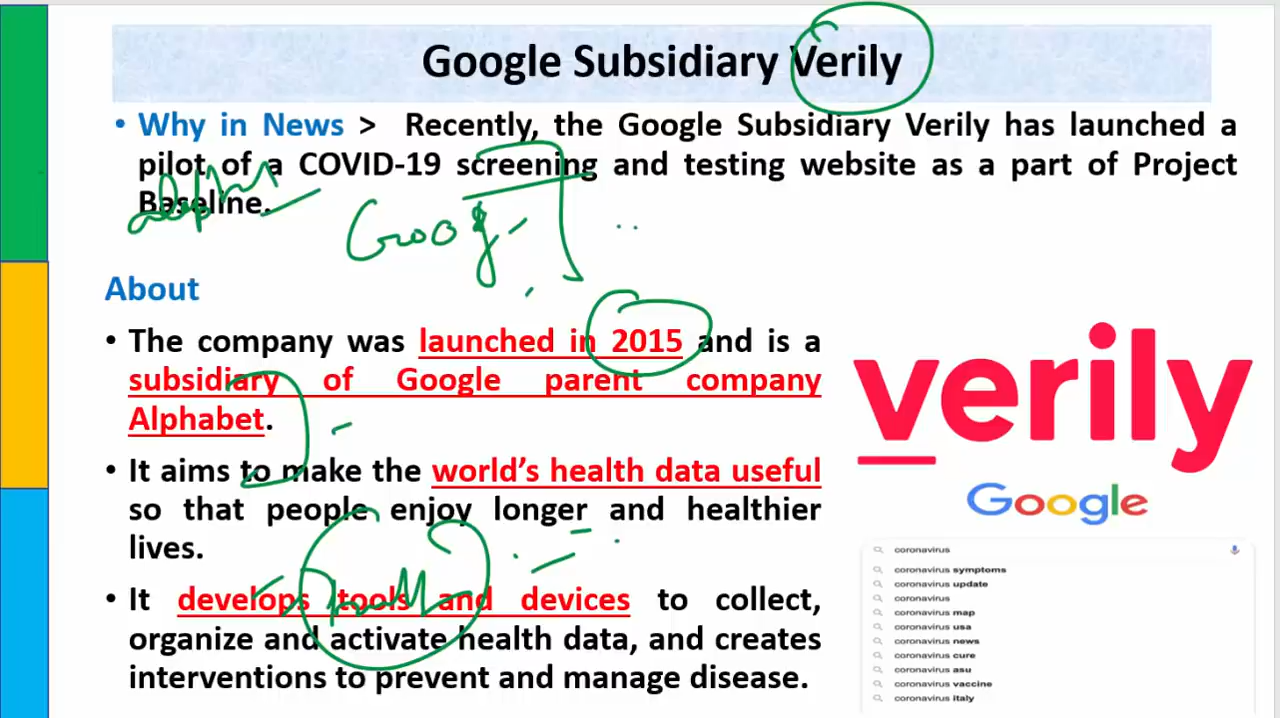 Google Subsidiary Verily
• Why in News > Recently, the Google Subsidiary Verily has launched a
pilot of a COVID-19 screening and testing website as a part of Project
Baseline.
Goog
About
• The company was launched in 2015 and is a
subsidiary of Google parent company
Alphabet.
• It aims to make the world's health data useful
so that people enjoy longer and healthier
lives.
• It develops tools and devices to collect,
organize and activate health data, and creates
interventions to prevent and manage disease.
verily
Google
coronavirus
coronavirus symptoms
coronavirus update
coronavirus
coronavirus map
coronavirus usa
coronavirus news
coronavirus cure
coronavirus asu
coronavirus vaccine
coronavirus italy